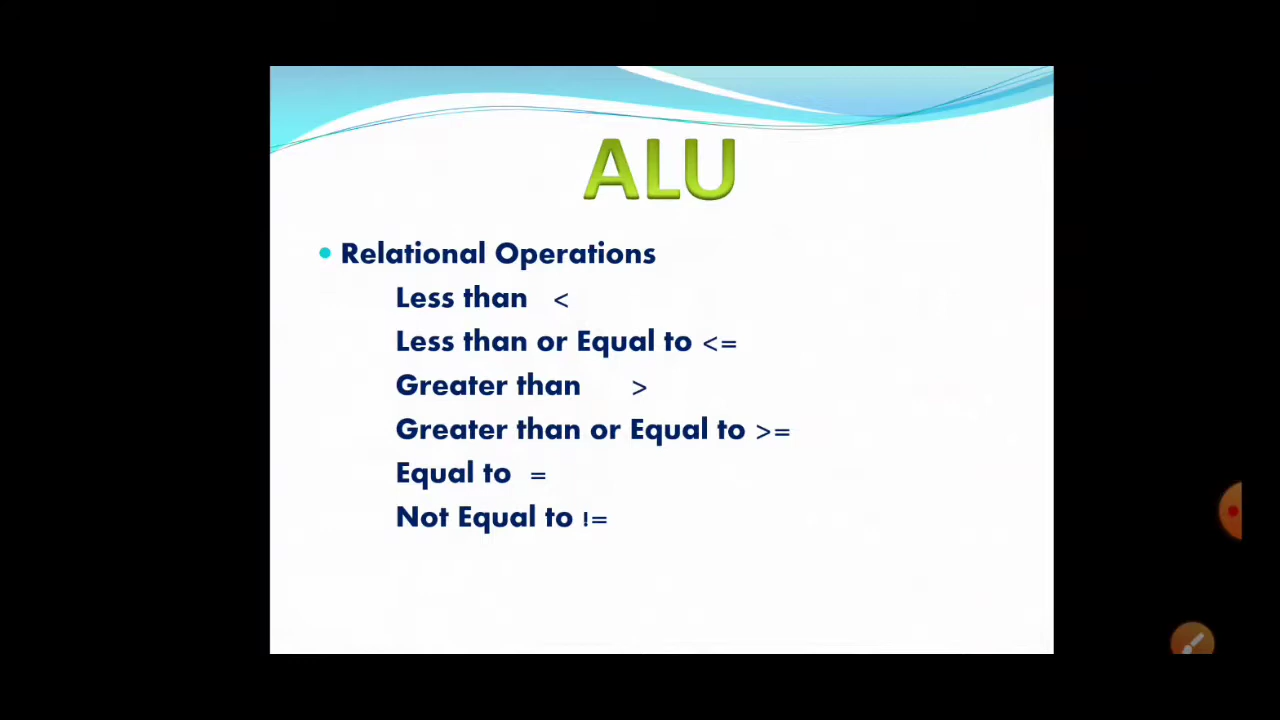 ALU
Relational Operations
Less than <
Less than or Equal to <=
Greater than >
Greater than or Equal to >=
Equal to =
Not Equal to !=